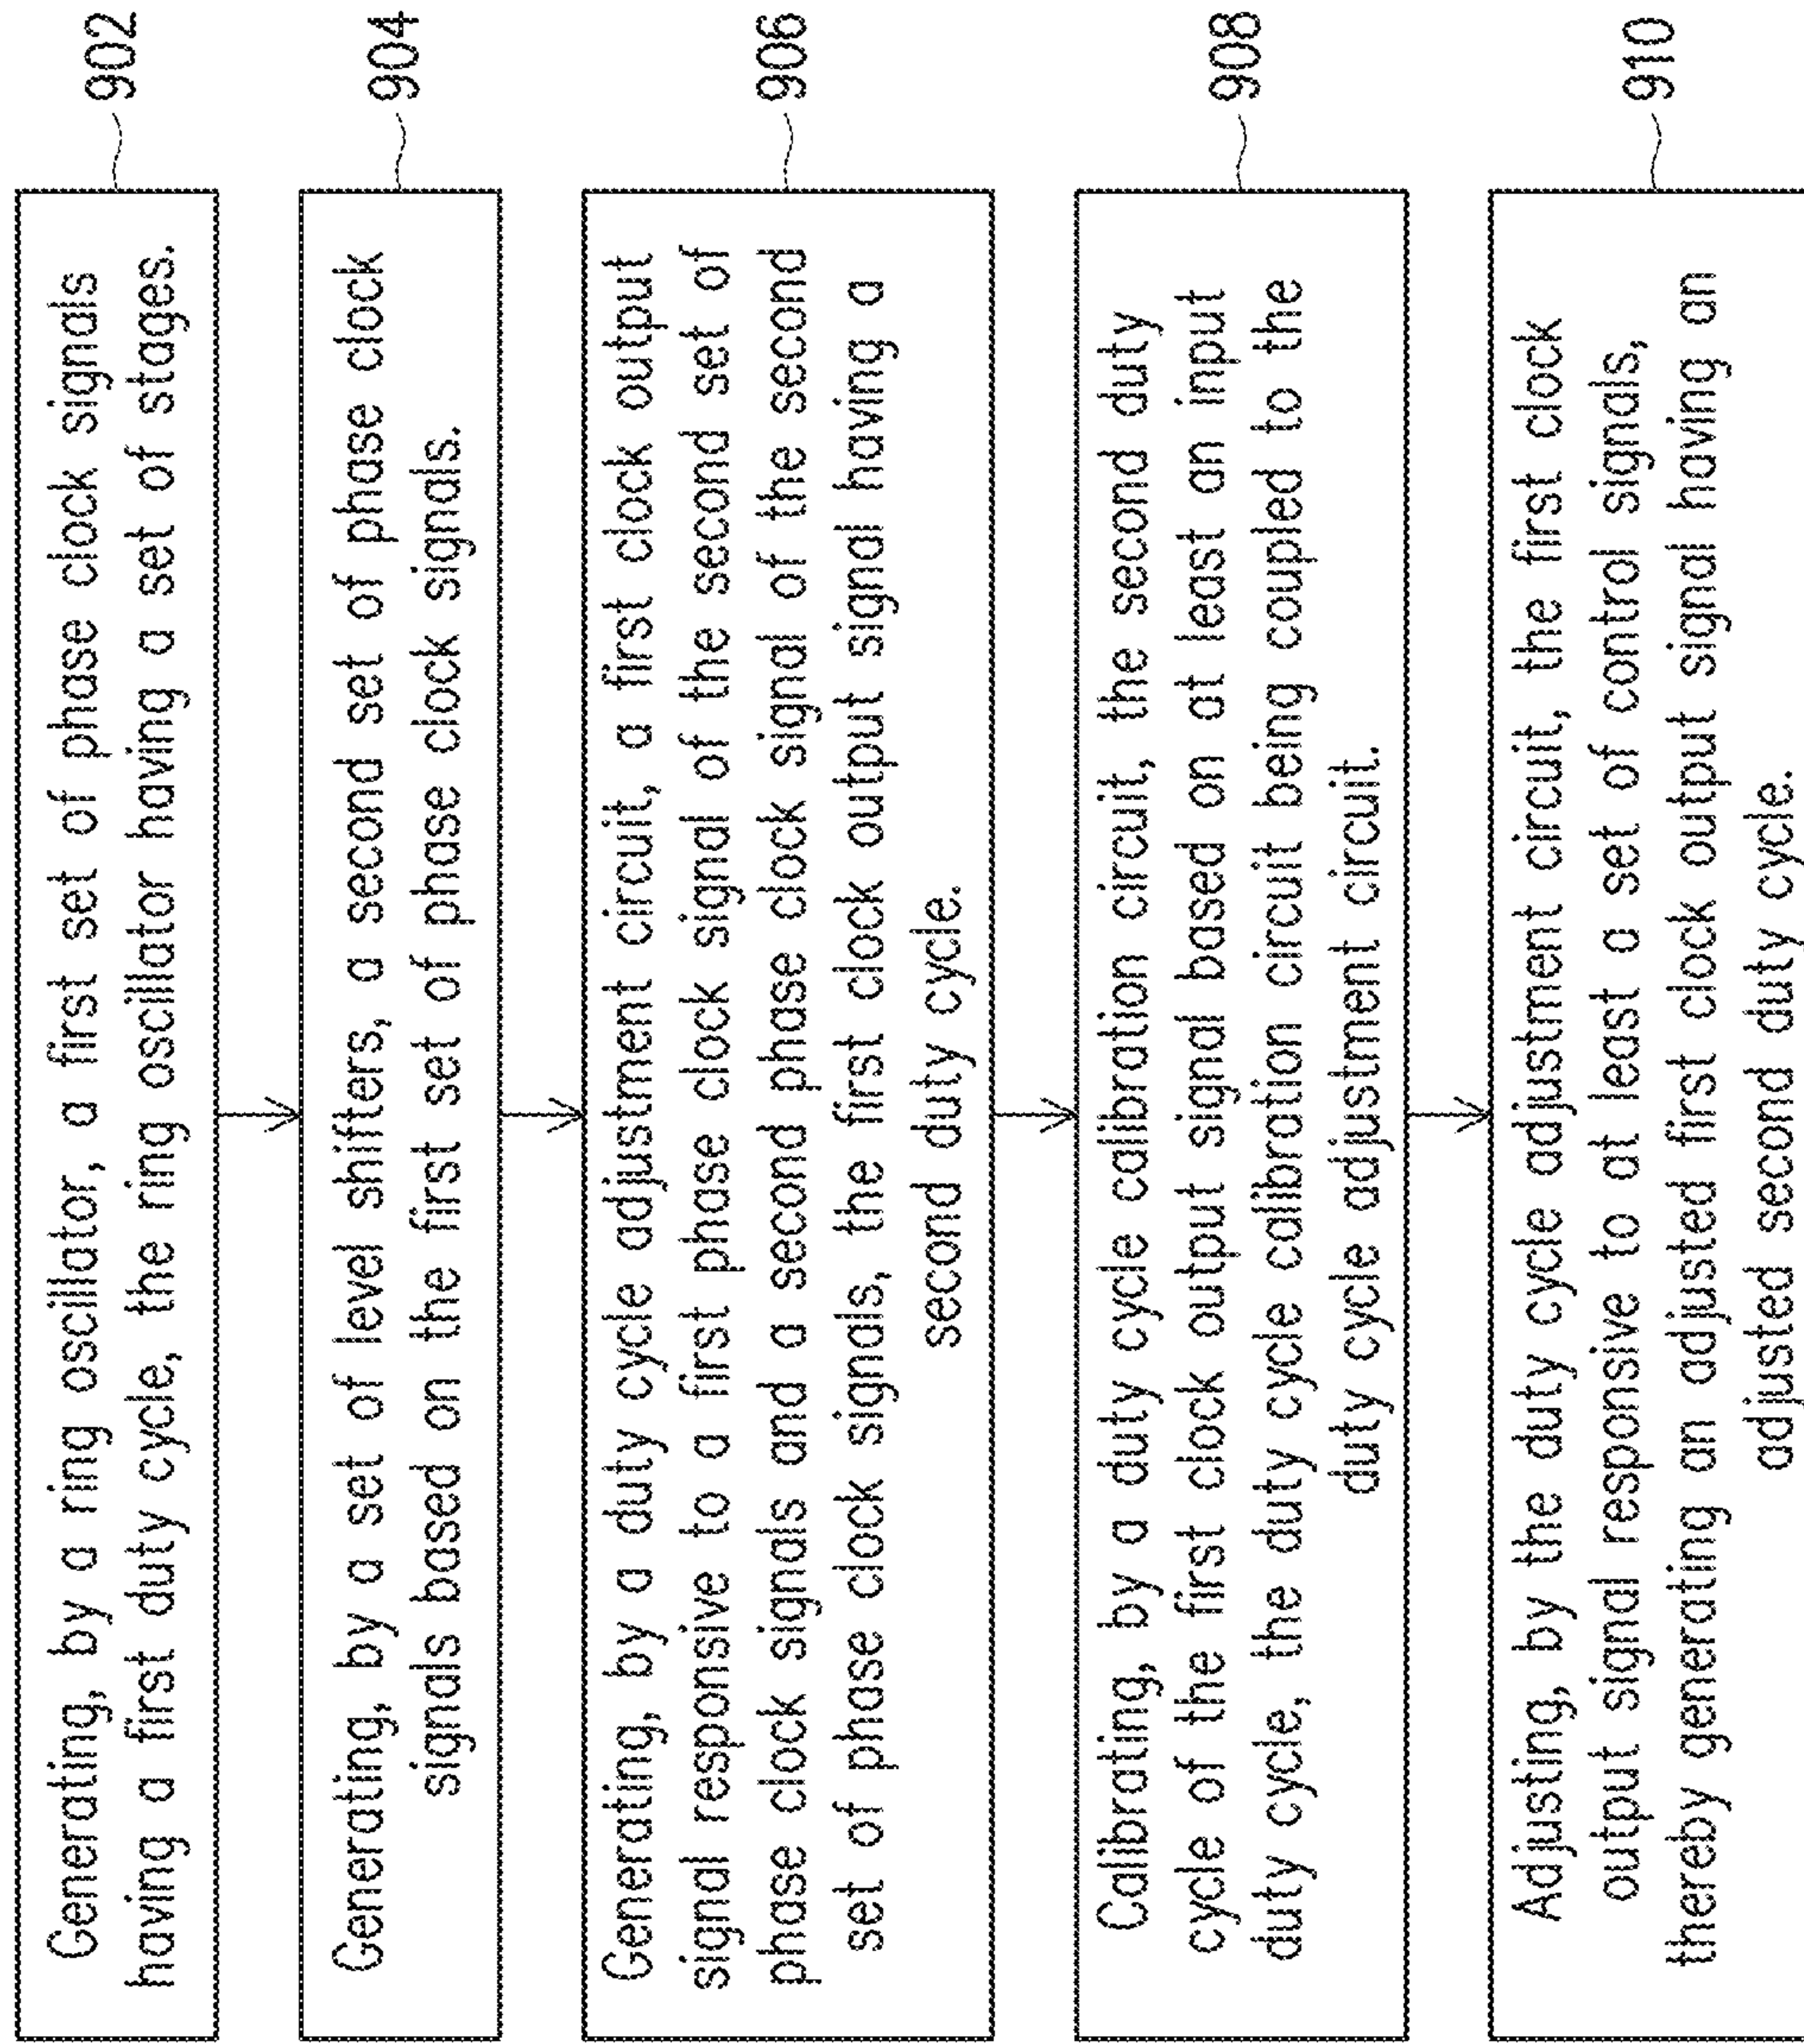 Generating, by a ring oscillator, a first set of phase clock signals
having a first duty cycle, the ring oscillator having a set of stages.
902
Generating, by a set of level shifters, a second set of phase clock
signals based on the first set of phase clock signals.
904
Generating, by a duty cycle adjustment circuit, a first clock output
signal responsive to a first phase clock signal of the second set of
phase clock signals and a second phase clock signal of the second
set of phase clock signals, the first clock output signal having a
second duty cycle.
906
Calibrating, by a duty cycle calibration circuit, the second duty
cycle of the first clock output signal based on at least an input
duty cycle, the duty cycle calibration circuit being coupled to the
duty cycle adjustment circuit.
908
Adjusting, by the duty cycle adjustment circuit, the first clock
output signal responsive to at least a set of control signals,
thereby generating an adjusted first clock output signal having an
adjusted second duty cycle.
910